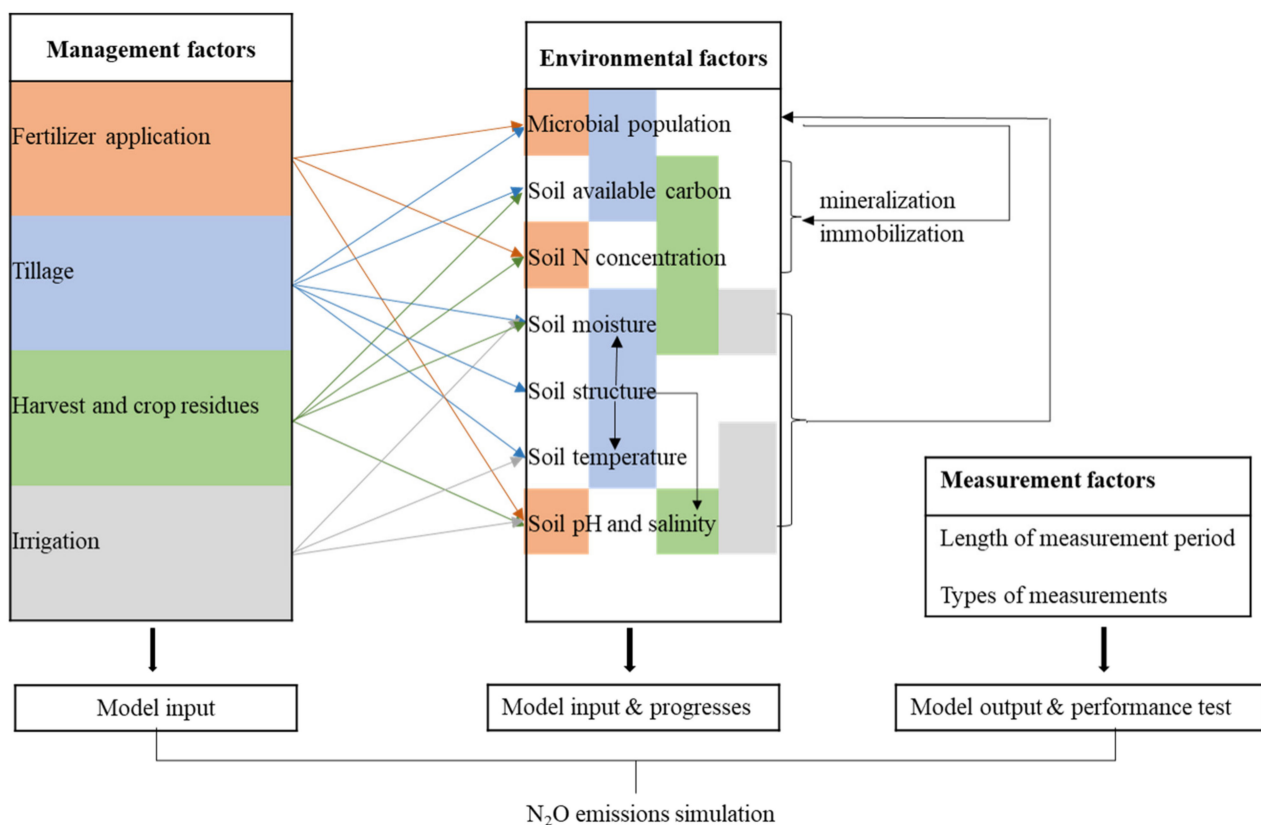 Management factors
Fertilizer application
Tillage
Harvest and crop residues
Irrigation
Environmental factors
Microbial population
Soil available carbon
Soil N concentration
Soil moisture
Soil structure
Soil temperature
Soil pH and salinity
mineralization
immobilization
Measurement factors
Length of measurement period
Types of measurements
Model input
Model input & progresses
Model output & performance test
N₂O emissions simulation